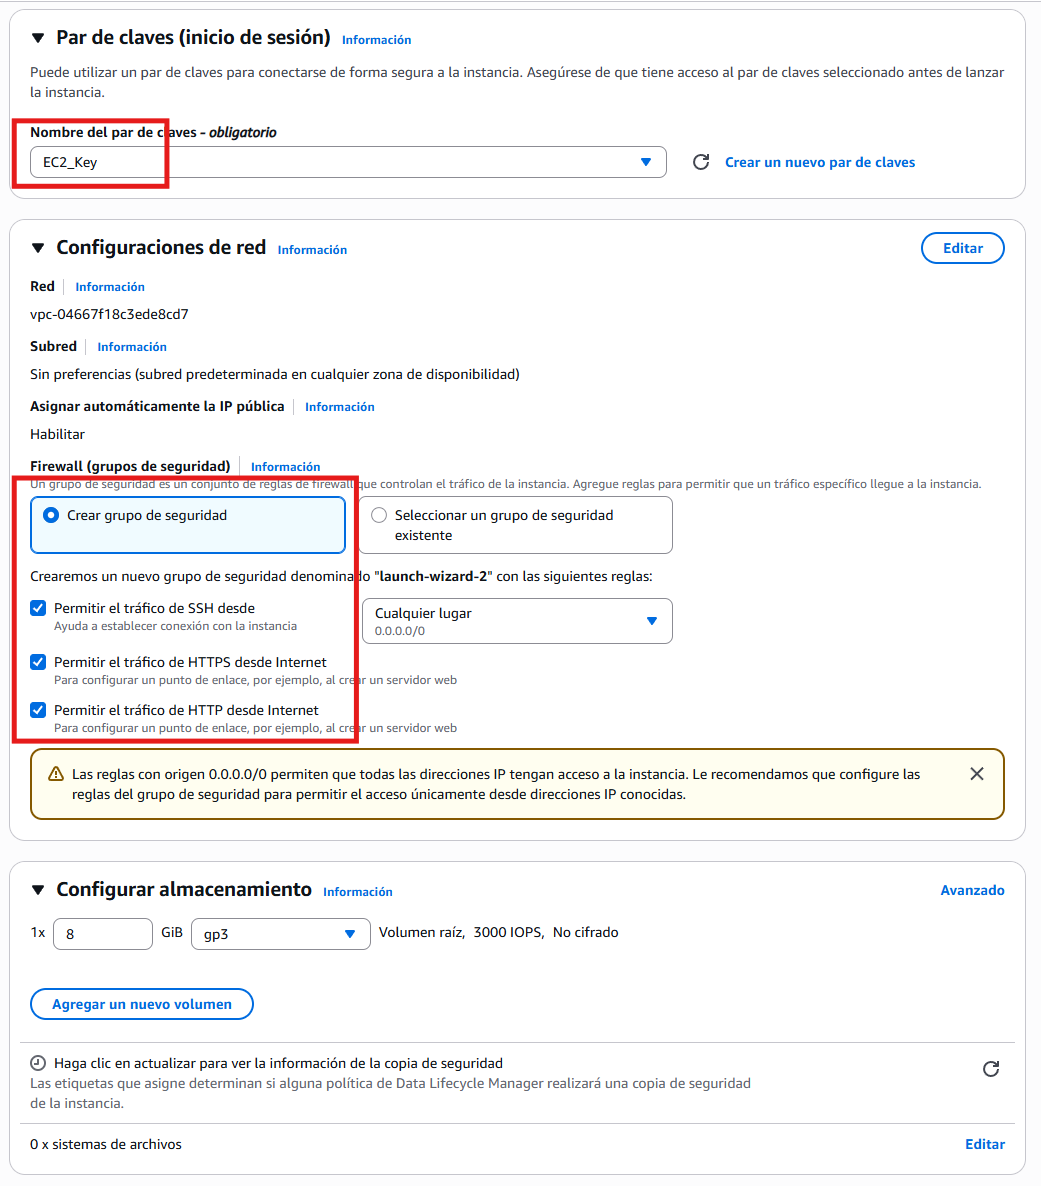 Par de claves (inicio de sesión) Información
Puede utilizar un par de claves para conectarse de forma segura a la instancia. Asegúrese de que tiene acceso al par de claves seleccionado antes de lanzar
la instancia.
Nombre del par de claves - obligatorio
EC2_Key
Crear un nuevo par de claves
Configuraciones de red Información
Editar
Red Información
vpc-04667f18c3ede8cd7
Subred Información
Sin preferencias (subred predeterminada en cualquier zona de disponibilidad)
Asignar automáticamente la IP pública Información
Habilitar
Firewall (grupos de seguridad) Información
Un grupo de seguridad es un conjunto de reglas de firewall que controlan el tráfico de la instancia. Agregue reglas para permitir que un tráfico específico llegue a la instancia.
Crear grupo de seguridad
Seleccionar un grupo de seguridad
existente
Crearemos un nuevo grupo de seguridad denominado "launch-wizard-2" con las siguientes reglas:
Permitir el tráfico de SSH desde
Ayuda a establecer conexión con la instancia
Cualquier lugar
0.0.0.0/0
Permitir el tráfico de HTTPS desde Internet
Para configurar un punto de enlace, por ejemplo, al crear un servidor web
Permitir el tráfico de HTTP desde Internet
Para configurar un punto de enlace, por ejemplo, al crear un servidor web
Las reglas con origen 0.0.0.0/0 permiten que todas las direcciones IP tengan acceso a la instancia. Le recomendamos que configure las
reglas del grupo de seguridad para permitir el acceso únicamente desde direcciones IP conocidas.
Configurar almacenamiento Información
Avanzado
1x 8 GiB gp3 Volumen raíz, 3000 IOPS, No cifrado
Agregar un nuevo volumen
Haga clic en actualizar para ver la información de la copia de seguridad
Las etiquetas que asigne determinan si alguna política de Data Lifecycle Manager realizará una copia de seguridad
de la instancia.
0 x sistemas de archivos
Editar